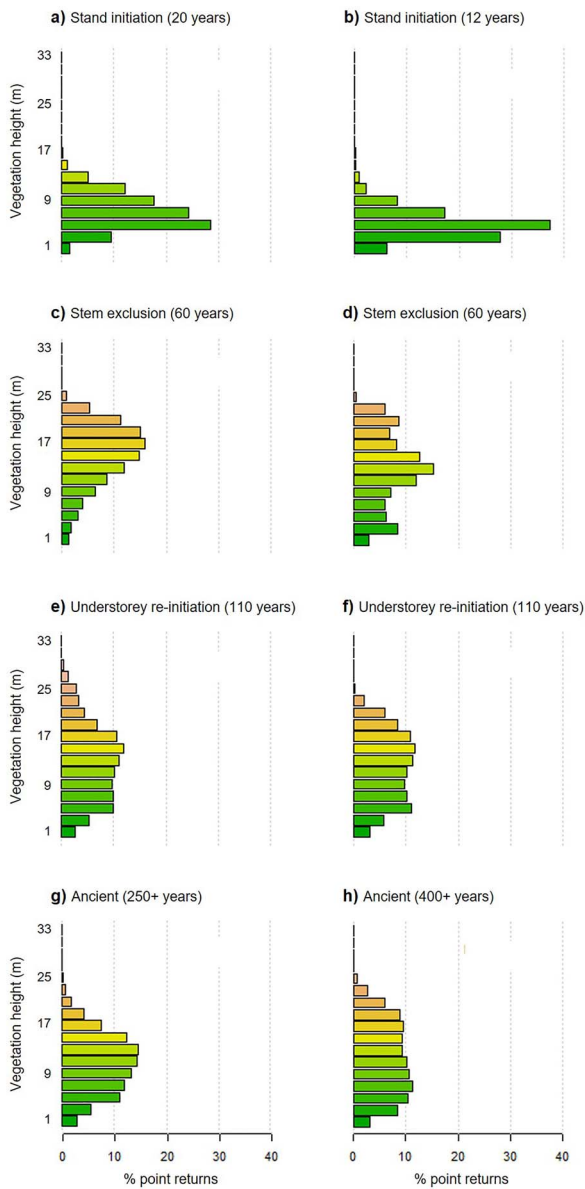 a) Stand initiation (20 years)
b) Stand initiation (12 years)
Vegetation height (m)
33
25
17
9
1
c) Stem exclusion (60 years)
d) Stem exclusion (60 years)
Vegetation height (m)
33
25
17
9
1
e) Understorey re-initiation (110 years)
f) Understorey re-initiation (110 years)
Vegetation height (m)
33
25
17
9
1
g) Ancient (250+ years)
h) Ancient (400+ years)
Vegetation height (m)
33
25
17
9
1
0 10 20 30 40
0 10 20 30 40
% point returns
% point returns